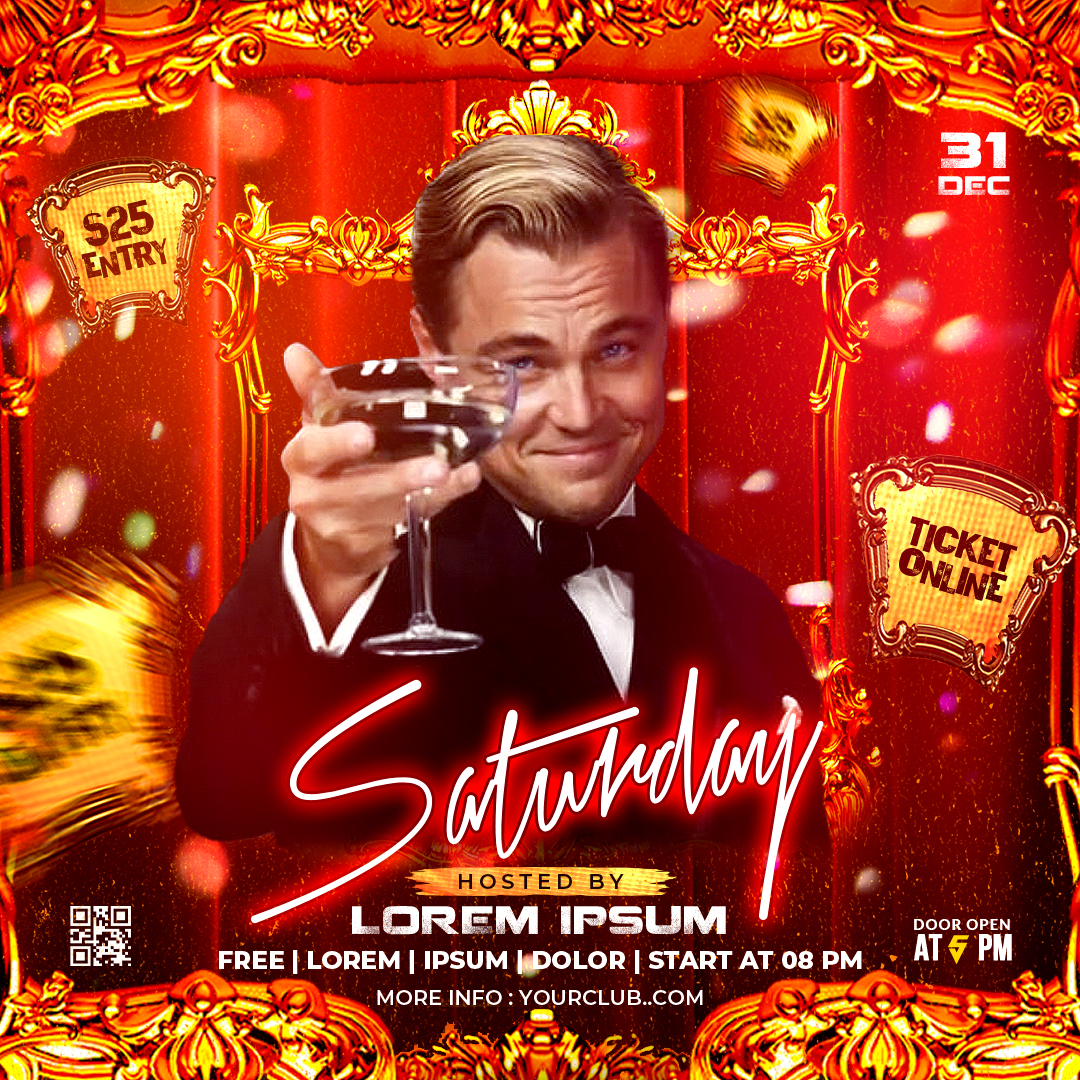 31
DEC
$25
ENTRY
TICKET
ONLINE
Saturday
HOSTED BY
LOREM IPSUM
FREE | LOREM | IPSUM | DOLOR | START AT 08 PM
MORE INFO : YOURCLUB..COM
DOOR OPEN
AT 5 PM